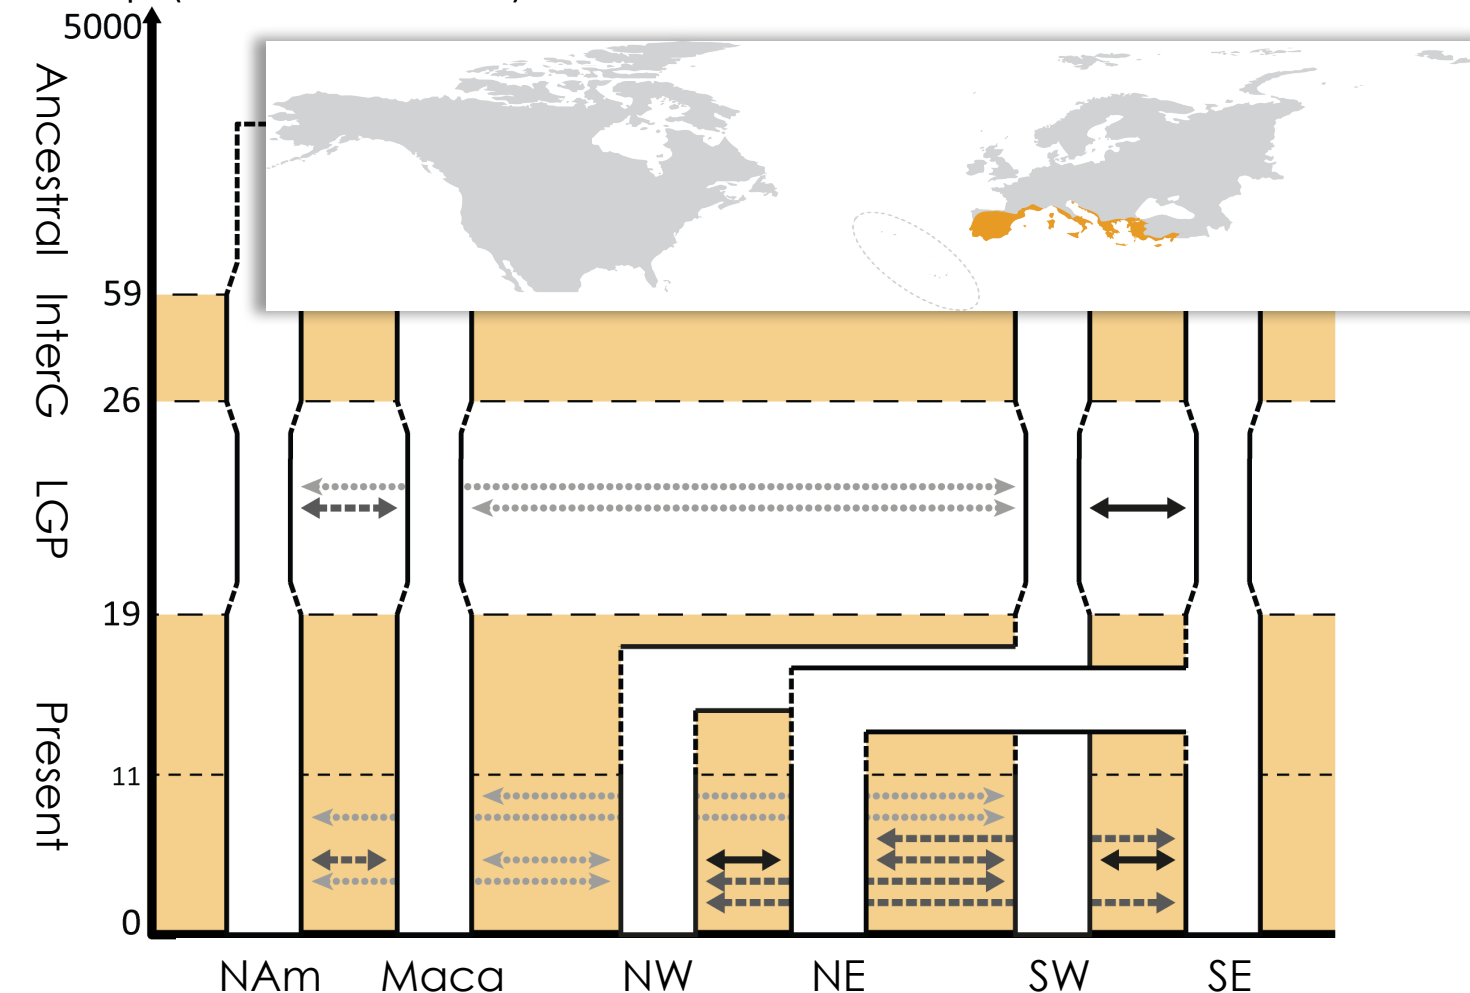 5000
Ancestral
59
InterG
26
LGP
19
Present
11
0
NAm Maca NW NE SW SE